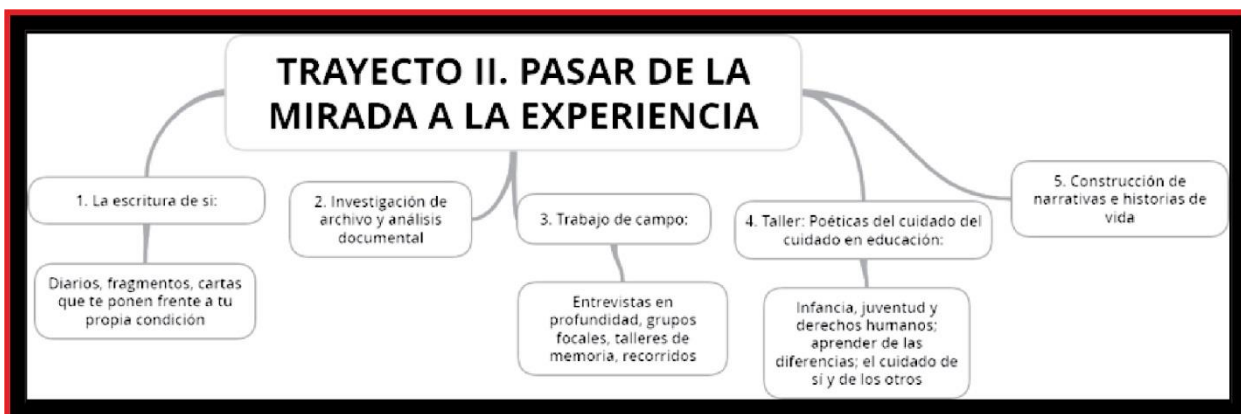 TRAYECTO II. PASAR DE LA
MIRADA A LA EXPERIENCIA
1. La escritura de si:
Diarios, fragmentos, cartas
que te ponen frente a tu
propia condición
2. Investigación de
archivo y análisis
documental
3. Trabajo de campo:
Entrevistas en
profundidad, grupos
focales, talleres de
memoria, recorridos
4. Taller: Poéticas del cuidado del
cuidado en educación:
Infancia, juventud y
derechos humanos;
aprender de las
diferencias; el cuidado de
sí y de los otros
5. Construcción de
narrativas e historias de
vida